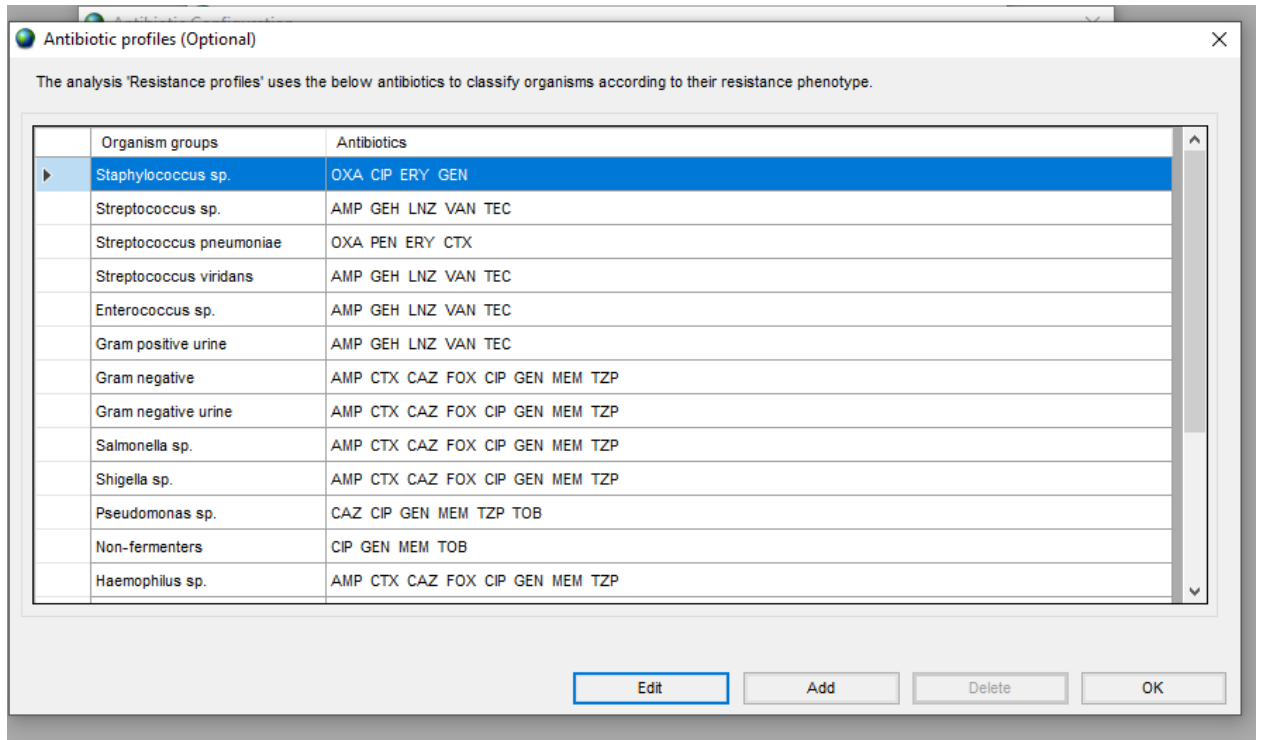 Antibiotic Configuration
Antibiotic profiles (Optional)
The analysis 'Resistance profiles' uses the below antibiotics to classify organisms according to their resistance phenotype.
Organism groups Antibiotics
Staphylococcus sp. OXA CIP ERY GEN
Streptococcus sp. AMP GEH LNZ VAN TEC
Streptococcus pneumoniae OXA PEN ERY CTX
Streptococcus viridans AMP GEH LNZ VAN TEC
Enterococcus sp. AMP GEH LNZ VAN TEC
Gram positive urine AMP GEH LNZ VAN TEC
Gram negative AMP CTX CAZ FOX CIP GEN MEM TZP
Gram negative urine AMP CTX CAZ FOX CIP GEN MEM TZP
Salmonella sp. AMP CTX CAZ FOX CIP GEN MEM TZP
Shigella sp. AMP CTX CAZ FOX CIP GEN MEM TZP
Pseudomonas sp. CAZ CIP GEN MEM TZP TOB
Non-fermenters CIP GEN MEM TOB
Haemophilus sp. AMP CTX CAZ FOX CIP GEN MEM TZP
Edit Add Delete OK